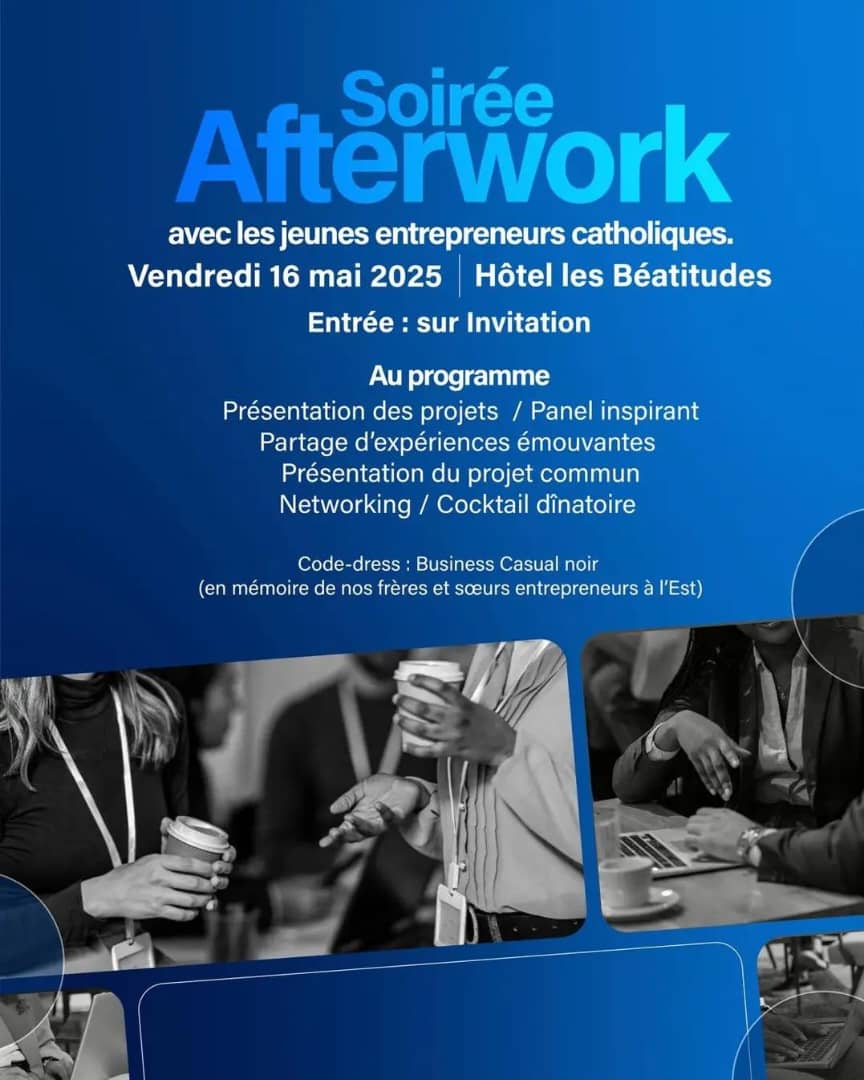 Soirée
Afterwork
avec les jeunes entrepreneurs catholiques.
Vendredi 16 mai 2025 | Hôtel les Béatitudes
Entrée : sur Invitation
Au programme
Présentation des projets / Panel inspirant
Partage d'expériences émouvantes
Présentation du projet commun
Networking / Cocktail dînatoire
Code-dress : Business Casual noir
(en mémoire de nos frères et sœurs entrepreneurs à l'Est)